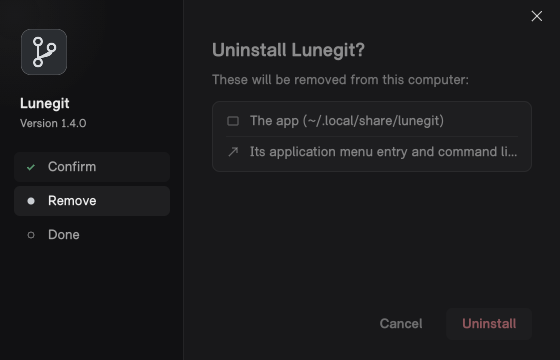 Lunegit
Version 1.4.0
Confirm
Remove
Done
Uninstall Lunegit?
These will be removed from this computer:
The app (~/.local/share/lunegit)
Its application menu entry and command li...
Cancel
Uninstall